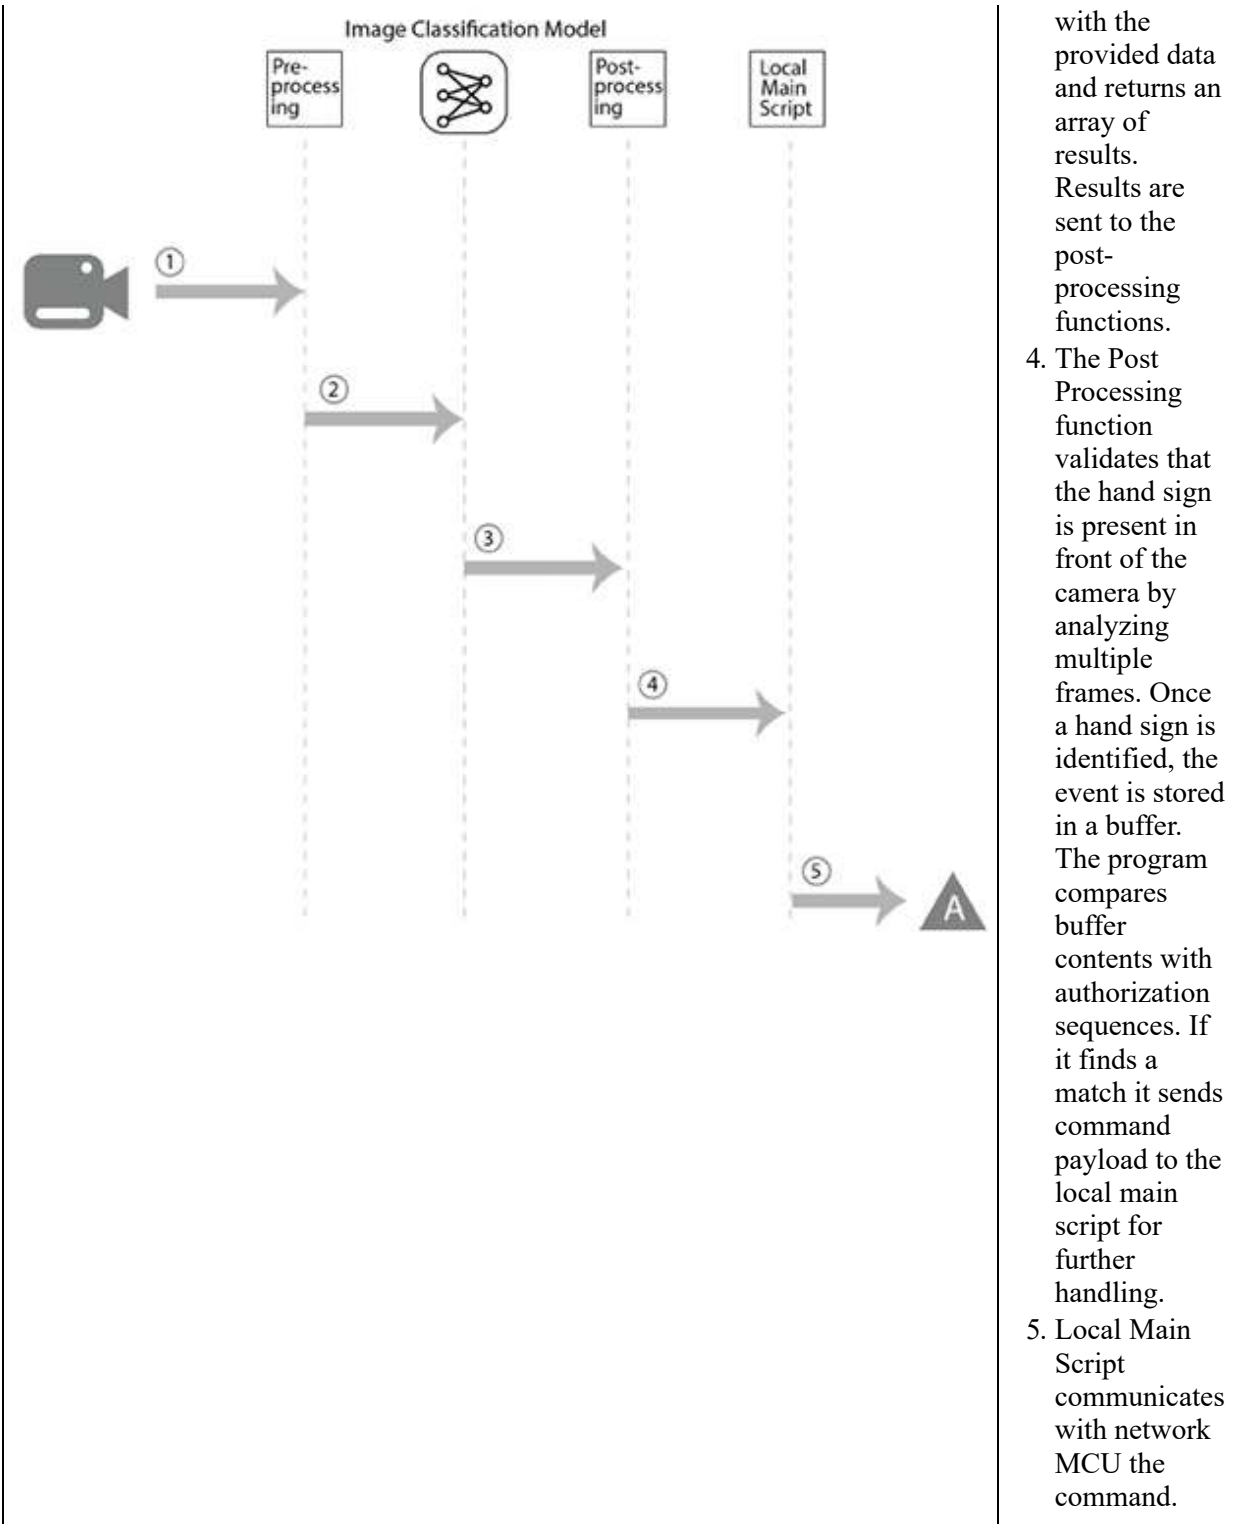 Image Classification Model
Pre-
process
ing
Post-
process
ing
Local
Main
Script
1
2
3
4
5
A
with the
provided data
and returns an
array of
results.
Results are
sent to the
post-
processing
functions.
4. The Post
Processing
function
validates that
the hand sign
is present in
front of the
camera by
analyzing
multiple
frames. Once
a hand sign is
identified, the
event is stored
in a buffer.
The program
compares
buffer
contents with
authorization
sequences. If
it finds a
match it sends
command
payload to the
local main
script for
further
handling.
5. Local Main
Script
communicates
with network
MCU the
command.